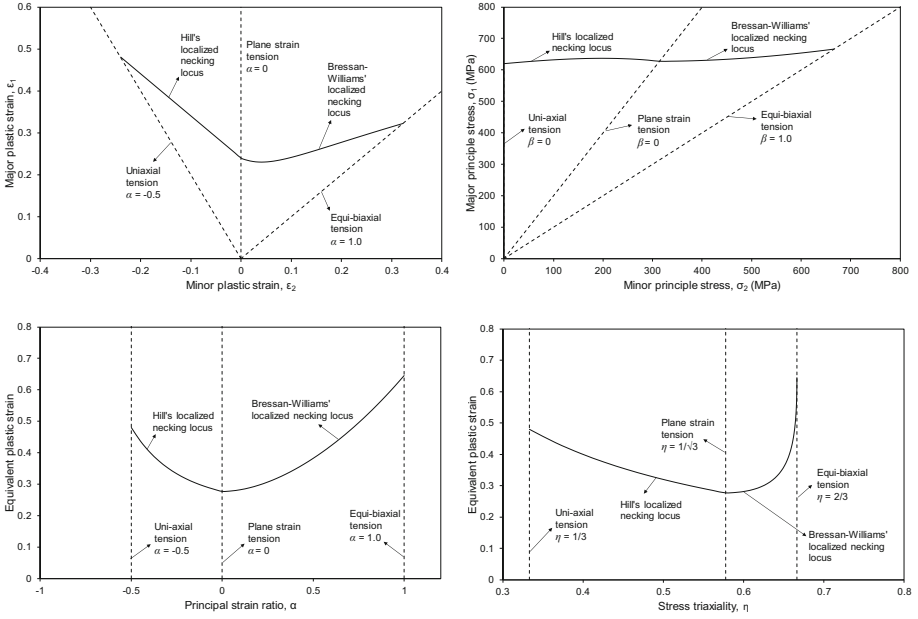 0.6
0.5
0.4
0.3
0.2
0.1
0
-0.4
-0.3
-0.2
-0.1
0
0.1
0.2
0.3
0.4
Major plastic strain, ε1
Minor plastic strain, ε2
Hill's
localized
necking
locus
Plane strain
tension
α = 0
Bressan-
Williams'
localized
necking
locus
Uniaxial
tension
α = -0.5
Equi-biaxial
tension
α = 1.0
800
700
600
500
400
300
200
100
0
0
100
200
300
400
500
600
700
800
Major principle stress, σ1 (MPa)
Minor principle stress, σ2 (MPa)
Hill's localized
necking locus
Bressan-Williams'
localized necking
locus
Uni-axial
tension
β = 0
Plane strain
tension
β = 0
Equi-biaxial
tension
β = 1.0
0.8
0.7
0.6
0.5
0.4
0.3
0.2
0.1
0
-1
-0.5
0
0.5
1
Equivalent plastic strain
Principal strain ratio, α
Hill's localized
necking locus
Bressan-Williams'
localized necking locus
Uni-axial
tension
α = -0.5
Plane strain
tension
α = 0
Equi-biaxial
tension
α = 1.0
0.8
0.7
0.6
0.5
0.4
0.3
0.2
0.1
0
0.3
0.4
0.5
0.6
0.7
0.8
Equivalent plastic strain
Stress triaxiality, η
Plane strain
tension
η = 1/√3
Hill's localized
necking locus
Uni-axial
tension
η = 1/3
Equi-biaxial
tension
η = 2/3
Bressan-Williams'
localized necking
locus